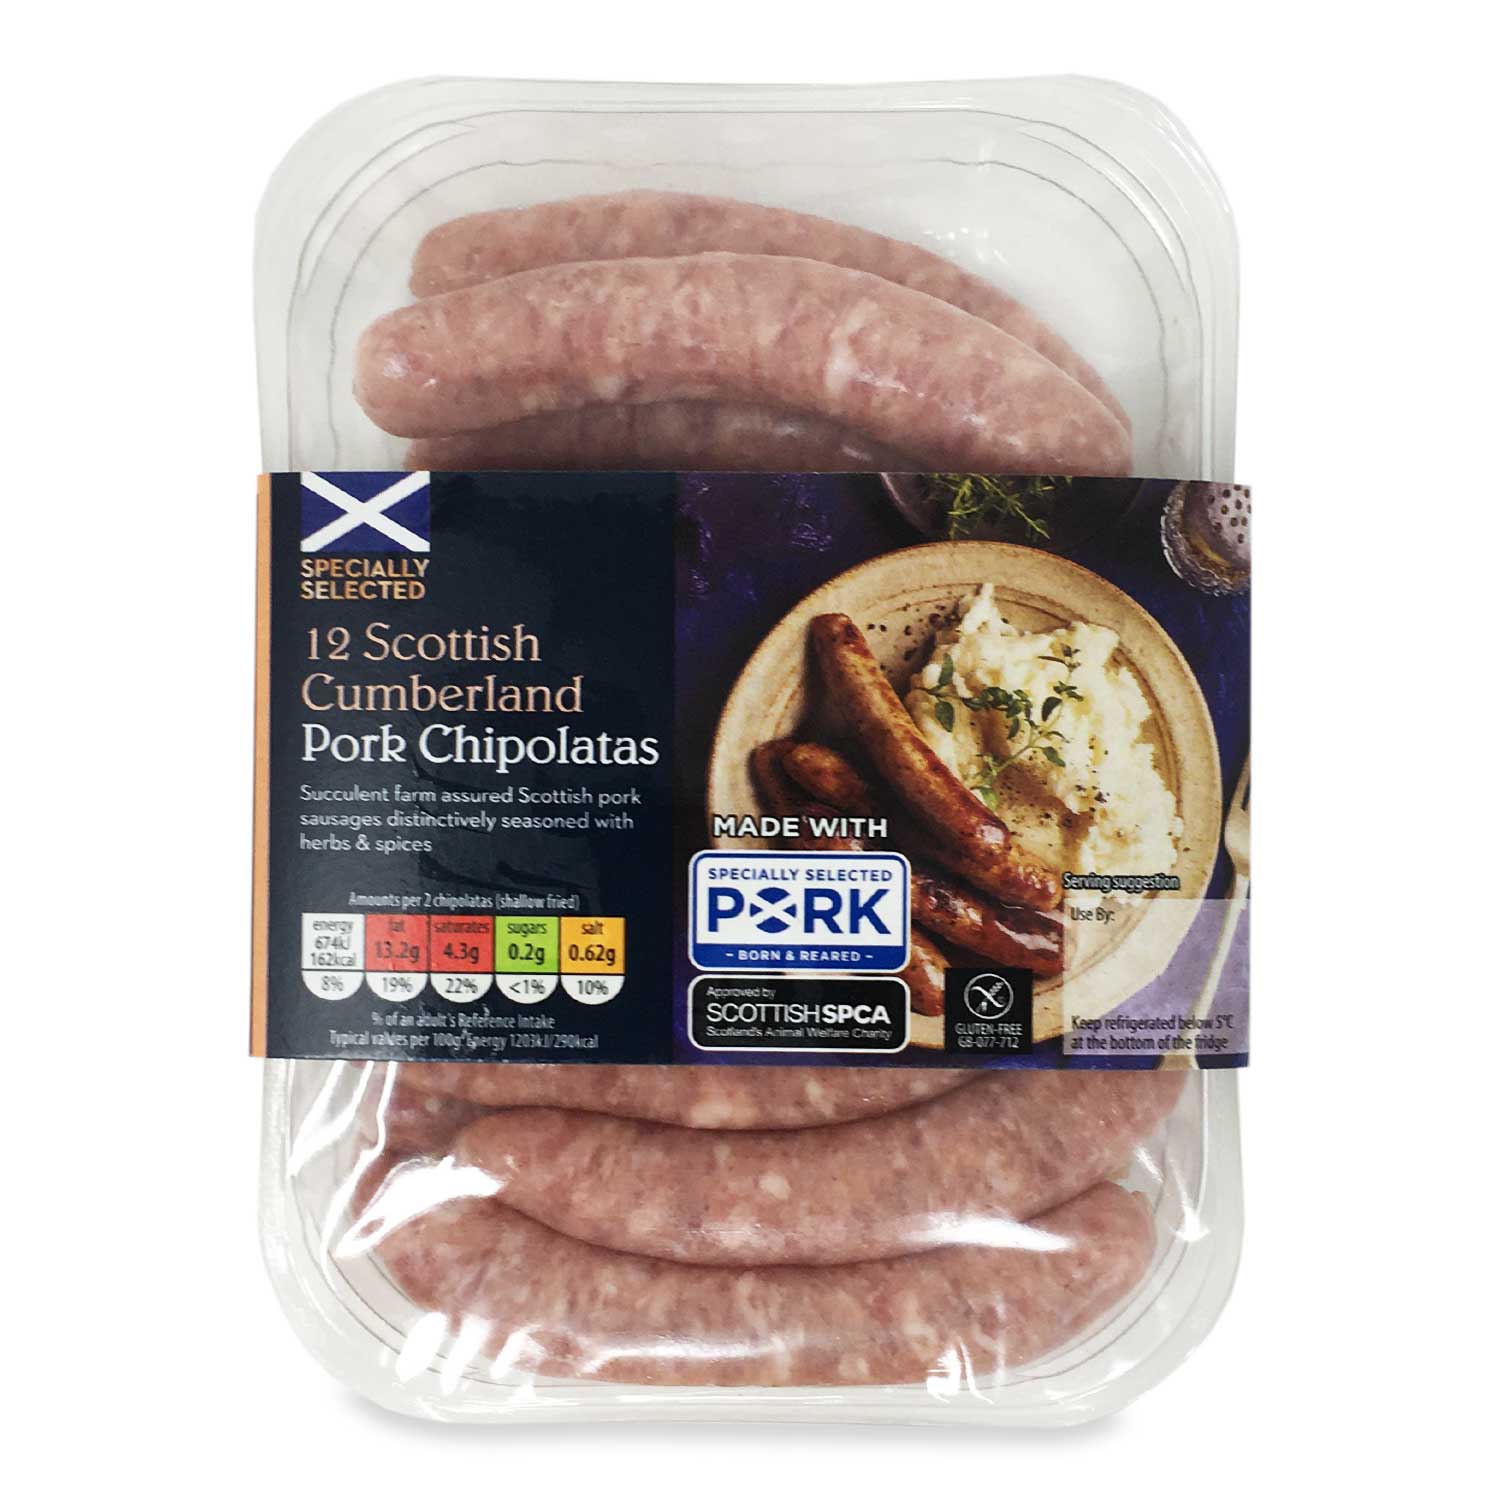 SPECIALLY
SELECTED
12 Scottish
Cumberland
Pork Chipolatas
Succulent farm assured Scottish pork
sausages distinctively seasoned with
herbs & spices
Amounts per 2 chipolatas (shallow fried)
energy
674kJ
162kcal
8%
fat
13.2g
19%
saturates
4.3g
22%
sugars
0.2g
<1%
salt
0.62g
10%
% of an adult's Reference Intake
Typical values per 100g: Energy 1203kJ/290kcal
MADE WITH
SPECIALLY SELECTED
PORK
- BORN & REARED -
Approved by
SCOTTISHSPCA
Scotland's Animal Welfare Charity
GLUTEN-FREE
GB-077-712
Serving suggestion
Use By:
Keep refrigerated below 5°C
at the bottom of the fridge